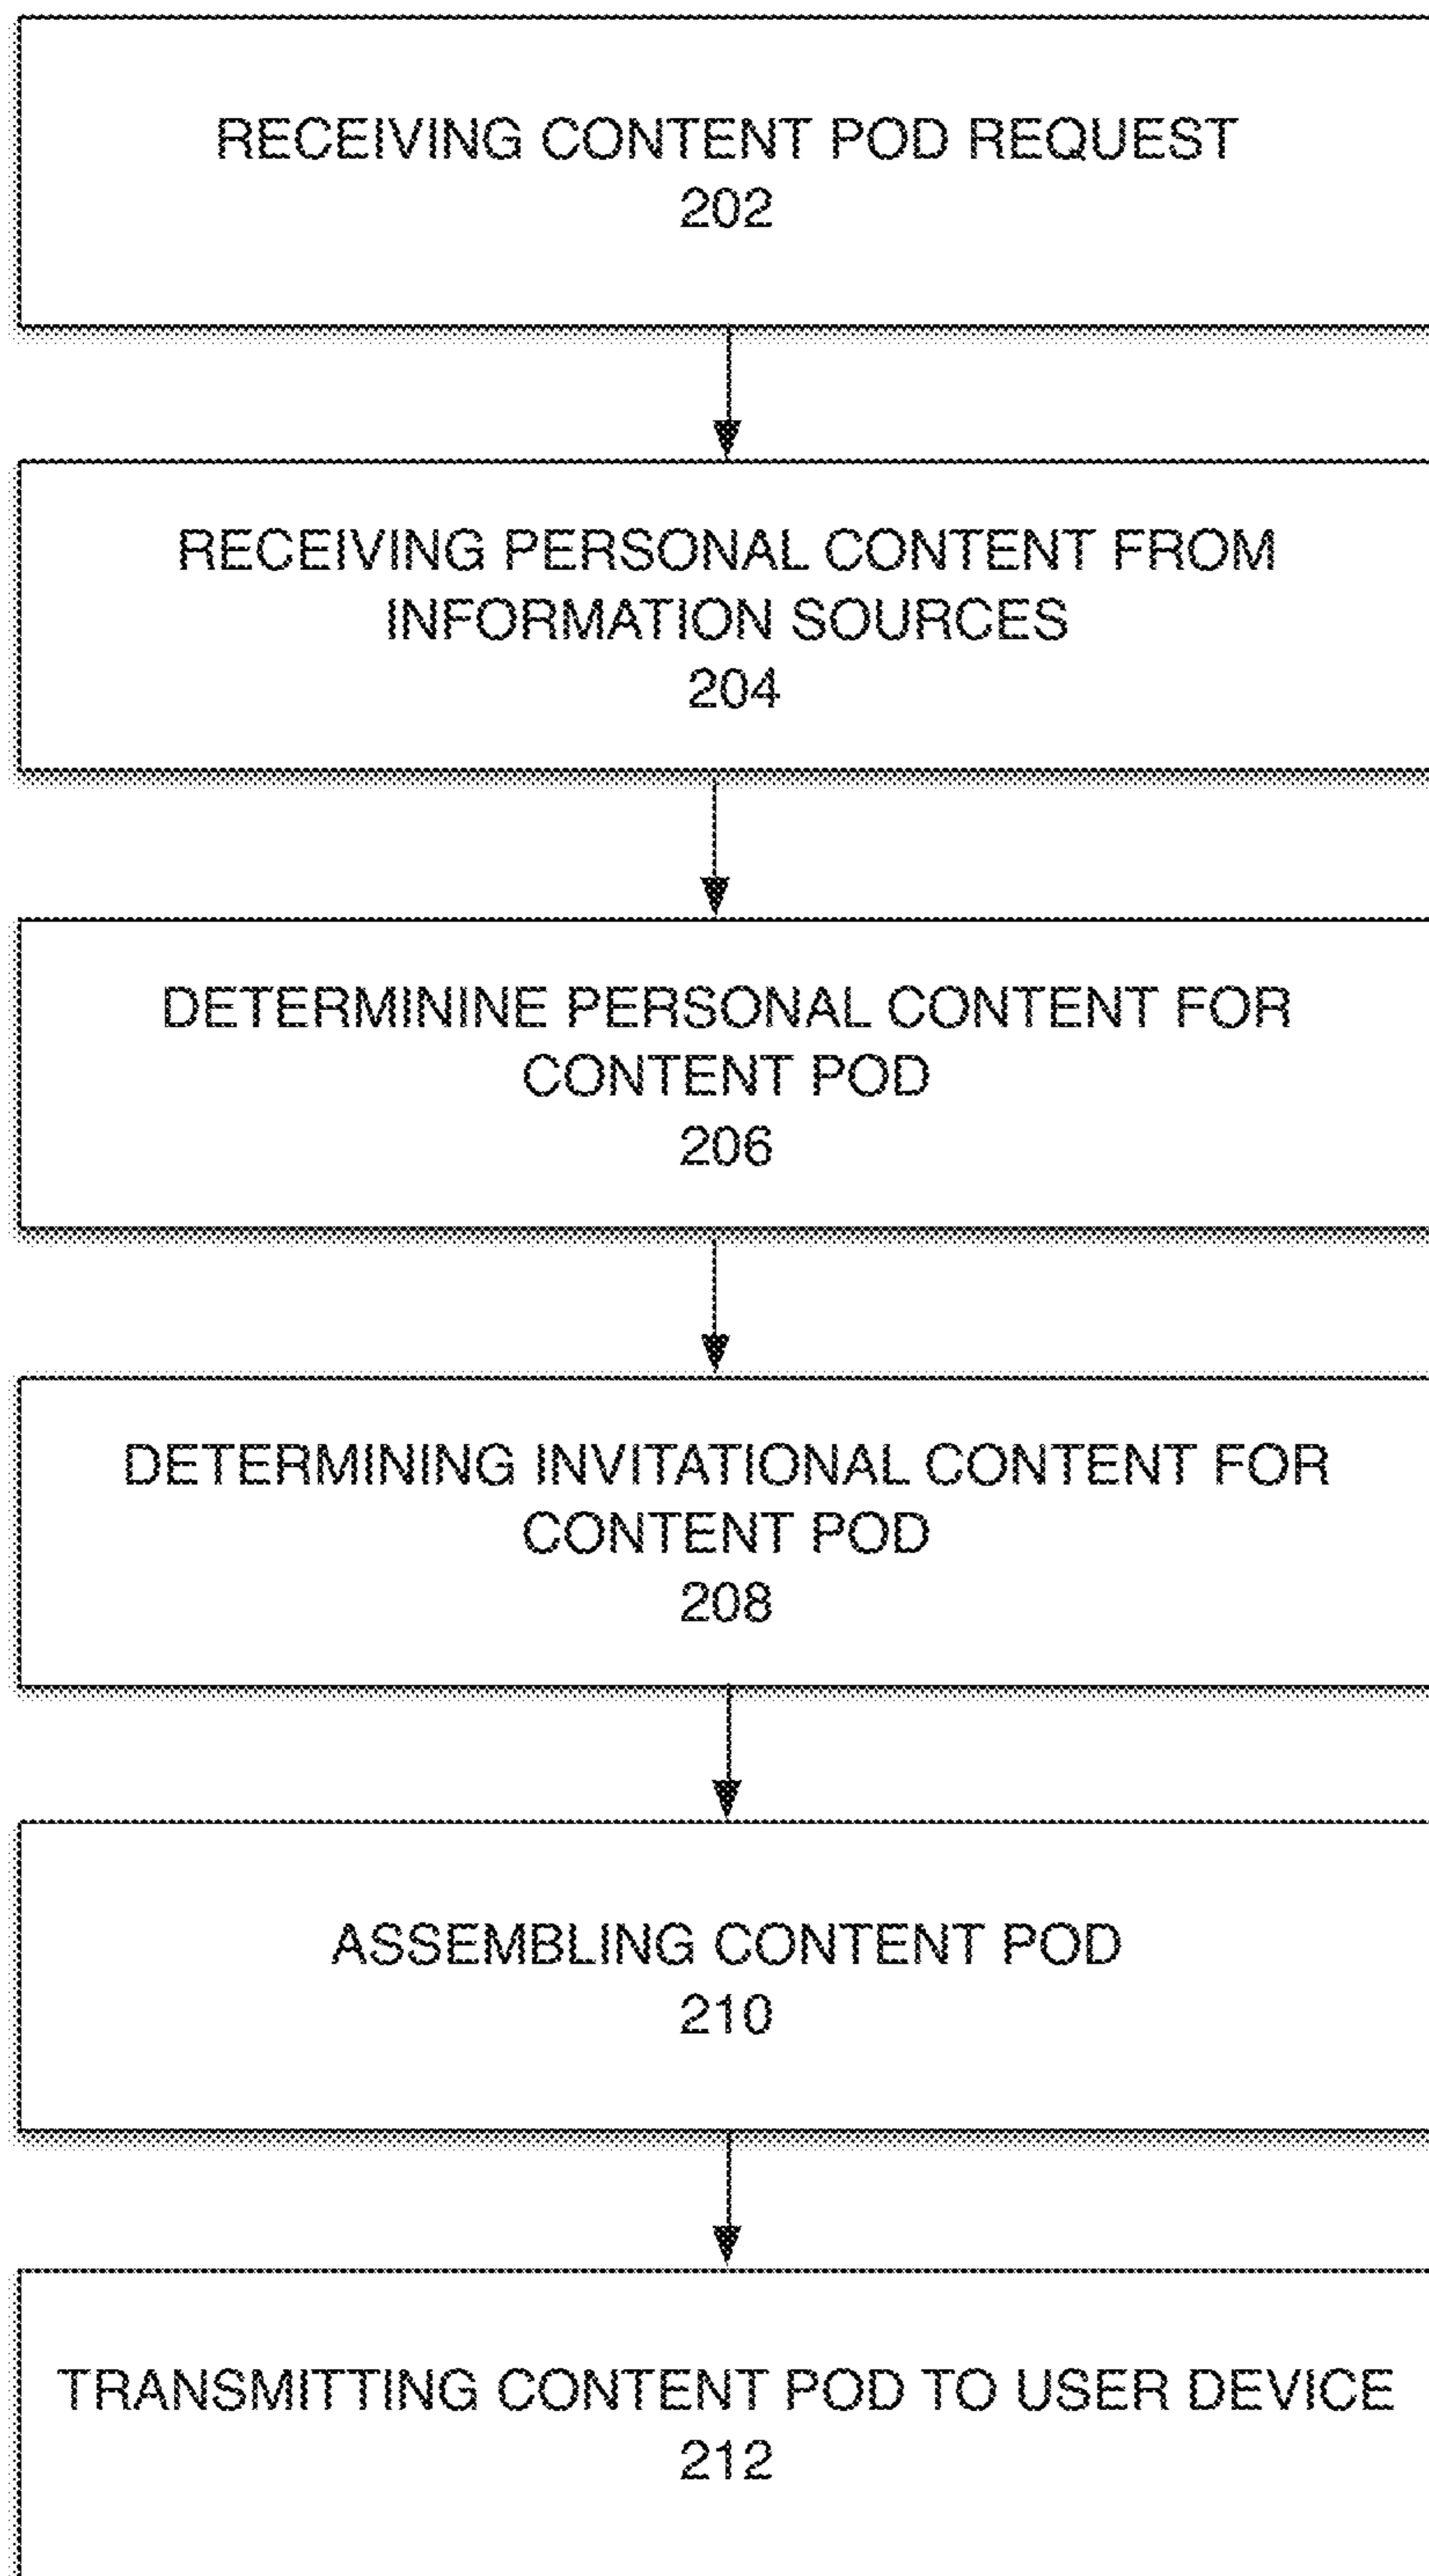 RECEIVING CONTENT POD REQUEST
202
RECEIVING PERSONAL CONTENT FROM
INFORMATION SOURCES
204
DETERMININE PERSONAL CONTENT FOR
CONTENT POD
206
DETERMINING INVITATIONAL CONTENT FOR
CONTENT POD
208
ASSEMBLING CONTENT POD
210
TRANSMITTING CONTENT POD TO USER DEVICE
212